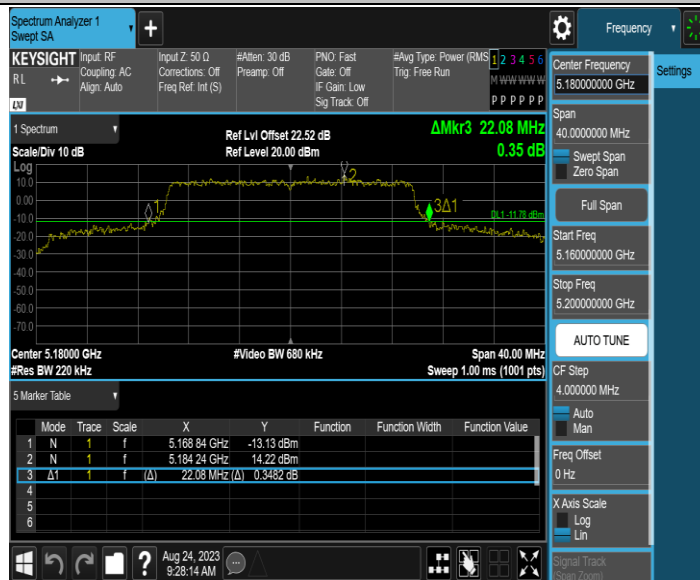 Spectrum Analyzer 1
Swept SA
+
Frequency
KEYSIGHT
RL
LXI
Input: RF
Coupling: AC
Align: Auto
Input Z: 50 Ω
Corrections: Off
Freq Ref: Int (S)
#Atten: 30 dB
Preamp: Off
PNO: Fast
Gate: Off
IF Gain: Low
Sig Track: Off
#Avg Type: Power (RMS
Trig: Free Run
1 2 3 4 5 6
M W W W W W
P P P P P P
1 Spectrum
Scale/Div 10 dB
Ref Lvl Offset 22.52 dB
Ref Level 20.00 dBm
ΔMkr3 22.08 MHz
0.35 dB
Log
10.0
0.00
-10.0
-20.0
-30.0
-40.0
-50.0
-60.0
-70.0
1
2
3Δ1
DL1 -11.78 dBm
Center 5.18000 GHz
#Res BW 220 kHz
#Video BW 680 kHz
Span 40.00 MHz
Sweep 1.00 ms (1001 pts)
5 Marker Table
Mode Trace Scale X Y Function Function Width Function Value
1 N 1 f 5.168 84 GHz -13.13 dBm
2 N 1 f 5.184 24 GHz 14.22 dBm
3 Δ1 1 f (Δ) 22.08 MHz (Δ) 0.3482 dB
4
5
6
Aug 24, 2023
9:28:14 AM
Settings
Center Frequency
5.180000000 GHz
Span
40.0000000 MHz
Swept Span
Zero Span
Full Span
Start Freq
5.160000000 GHz
Stop Freq
5.200000000 GHz
AUTO TUNE
CF Step
4.000000 MHz
Auto
Man
Freq Offset
0 Hz
X Axis Scale
Log
Lin
Signal Track
(Span Zoom)